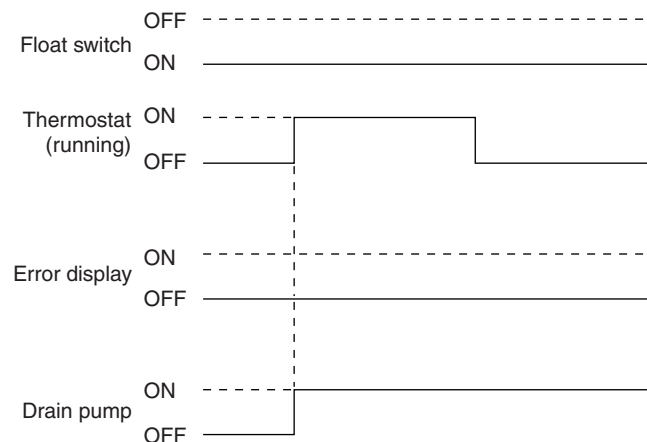 OFF
Float switch
ON
Thermostat
(running)
ON
OFF
Error display
ON
OFF
Drain pump
ON
OFF